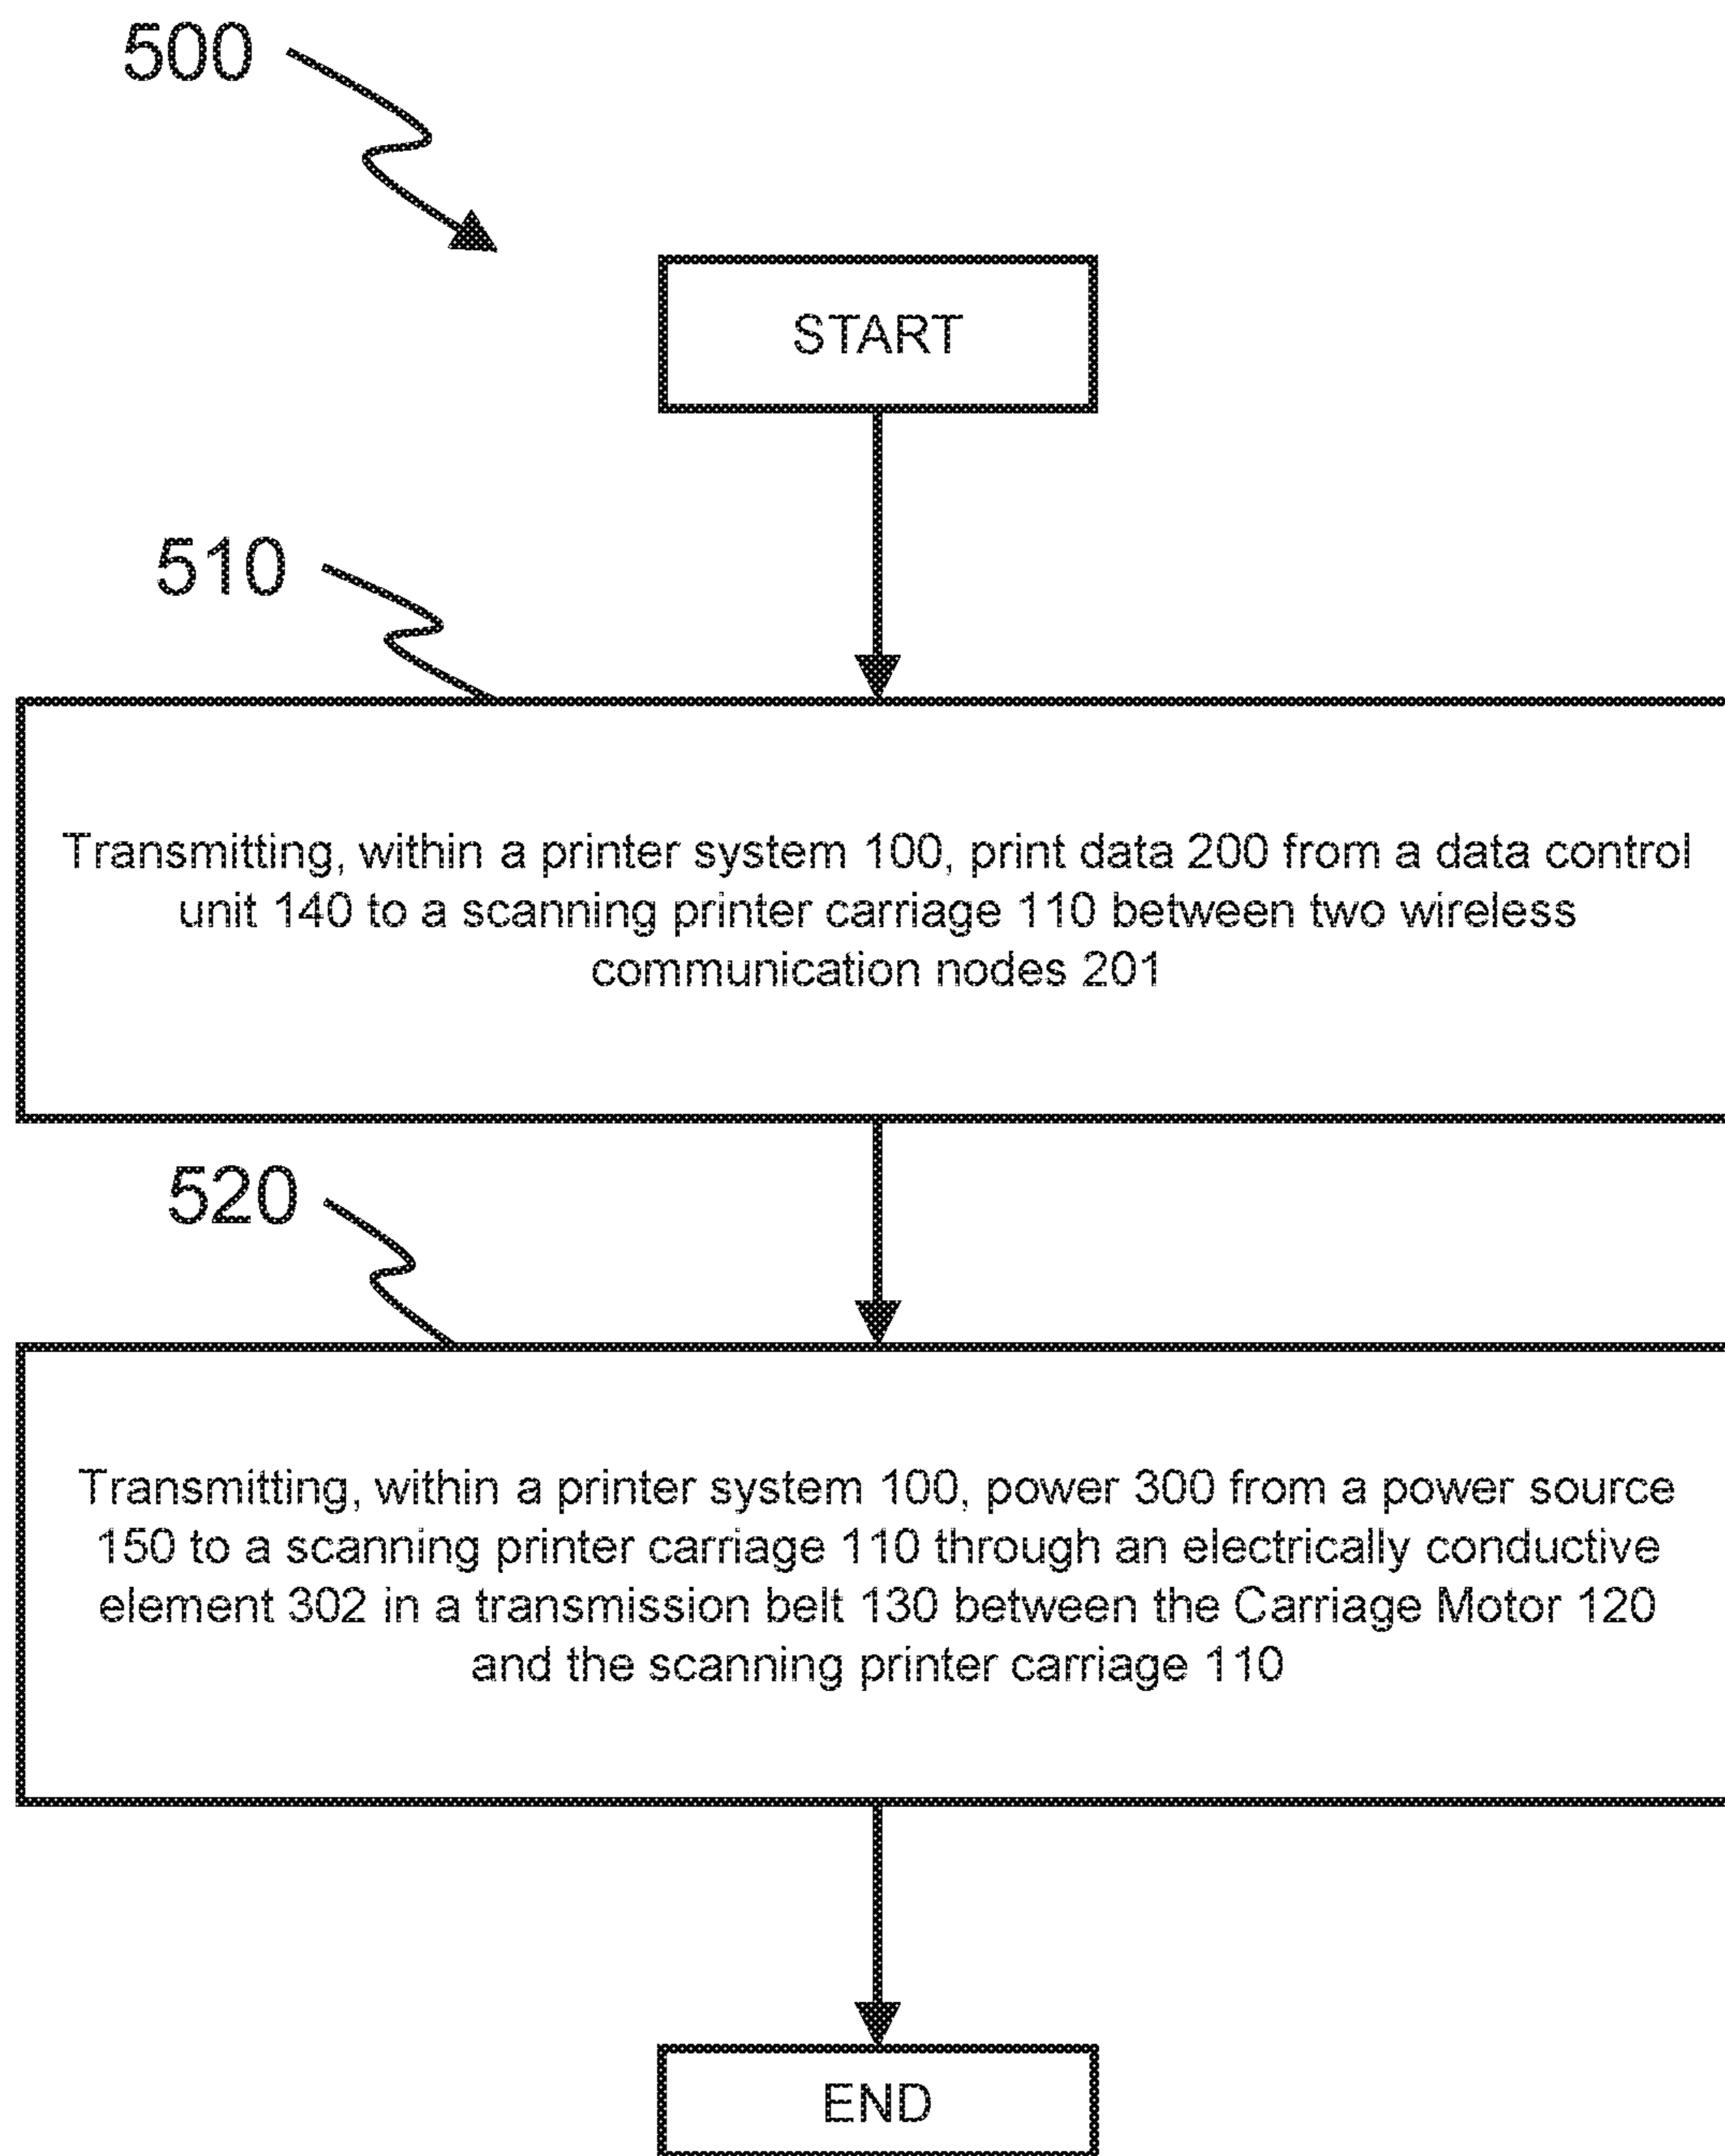 500
START
510
Transmitting, within a printer system 100, print data 200 from a data control
unit 140 to a scanning printer carriage 110 between two wireless
communication nodes 201
520
Transmitting, within a printer system 100, power 300 from a power source
150 to a scanning printer carriage 110 through an electrically conductive
element 302 in a transmission belt 130 between the Carriage Motor 120
and the scanning printer carriage 110
END